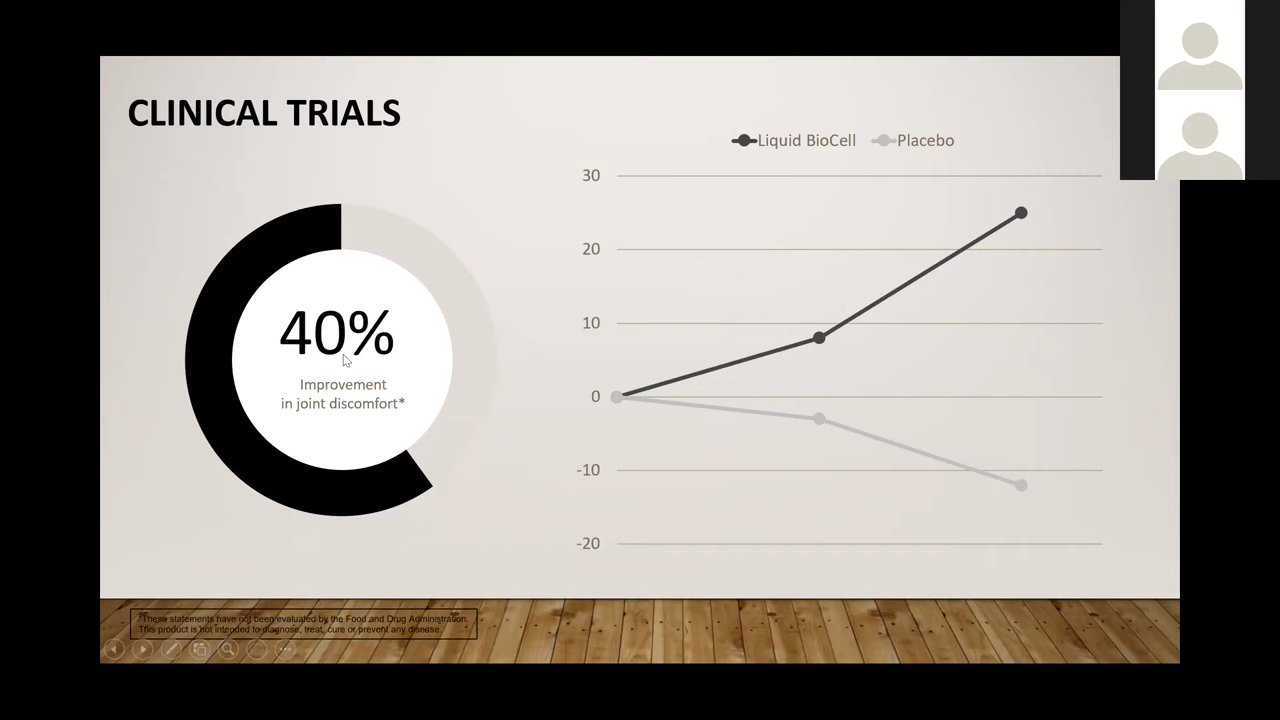 CLINICAL TRIALS
Liquid BioCell Placebo
30
20
10
0
-10
-20
40%
Improvement
in joint discomfort*
*These statements have not been evaluated by the Food and Drug Administration.
This product is not intended to diagnose, treat, cure or prevent any disease.